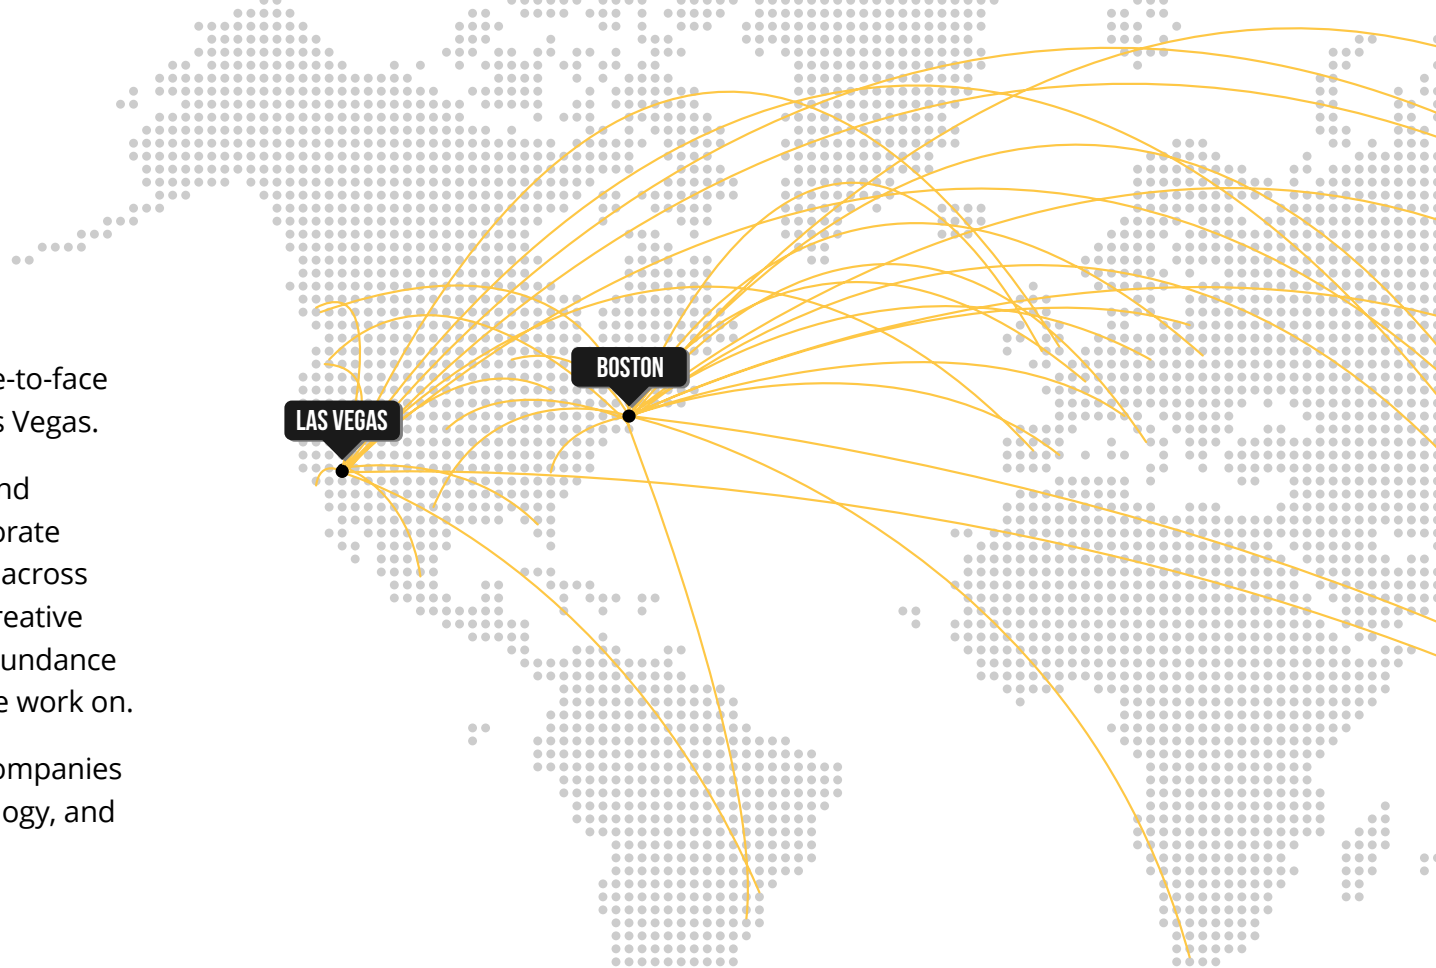 e-to-face
s Vegas.
nd
orate
across
reative
undance
e work on.
ompanies
ogy, and
BOSTON
LAS VEGAS